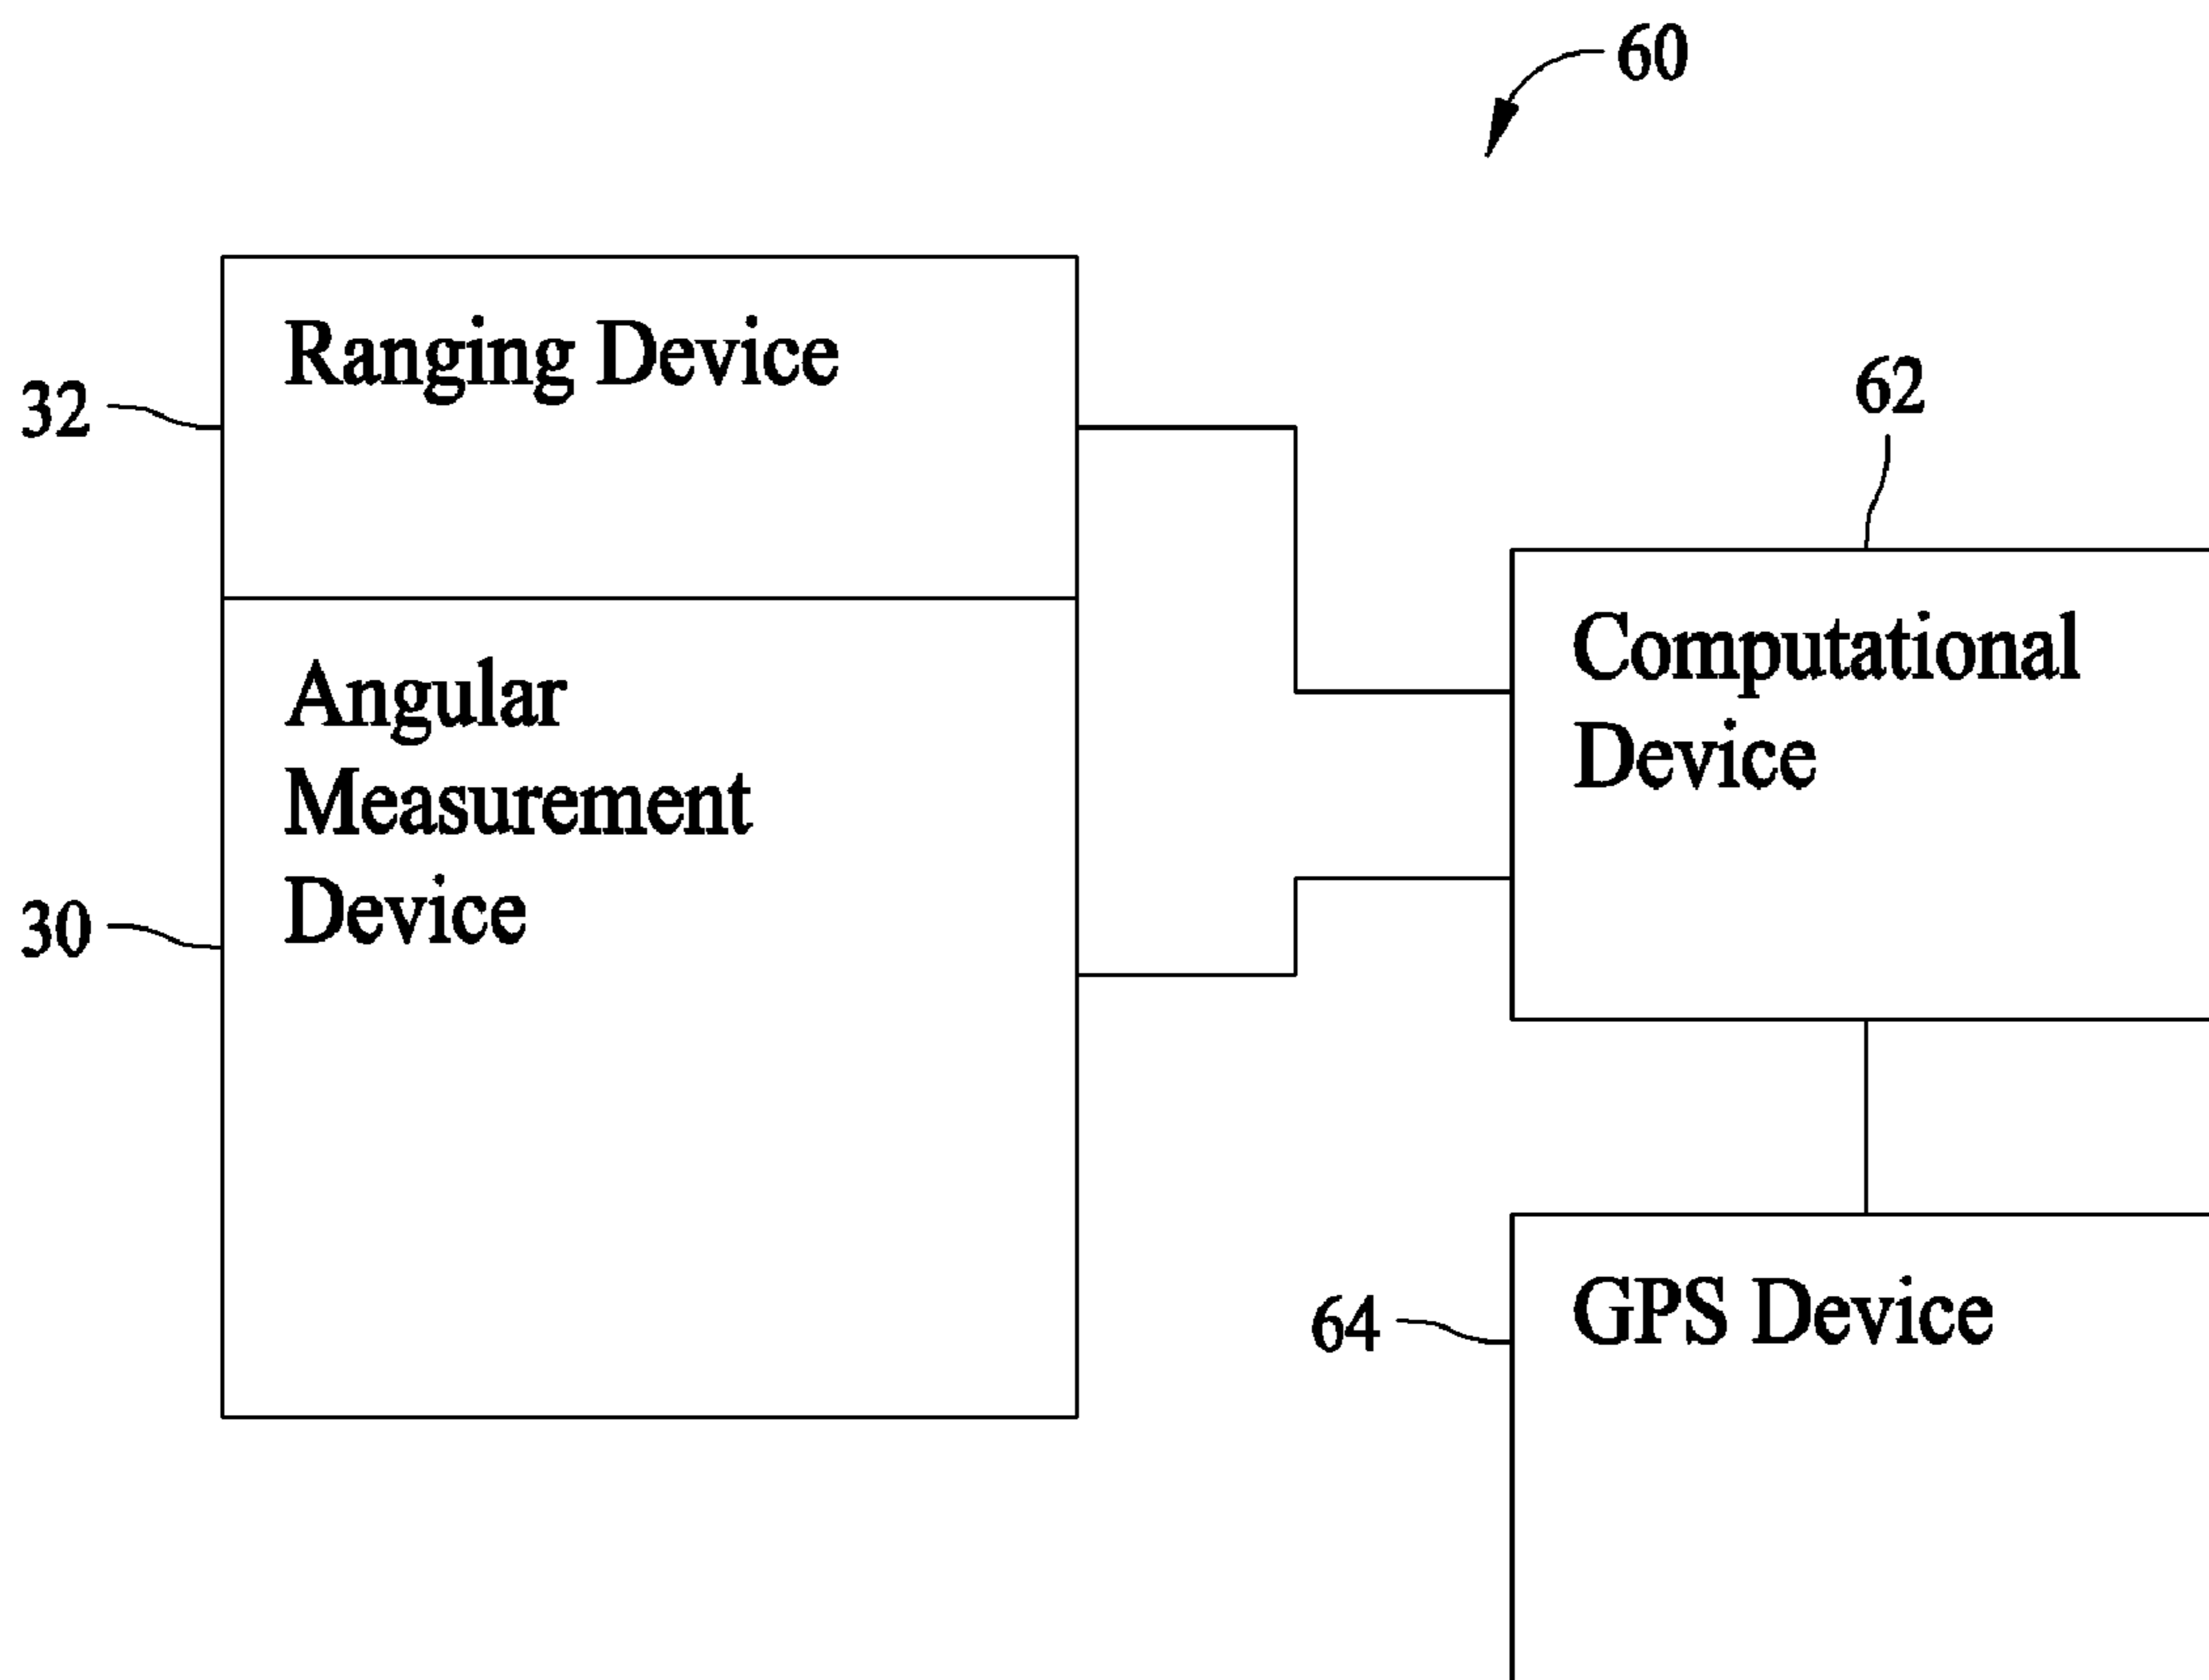 60
Ranging Device
32
62
Computational
Device
Angular
Measurement
Device
30
GPS Device
64